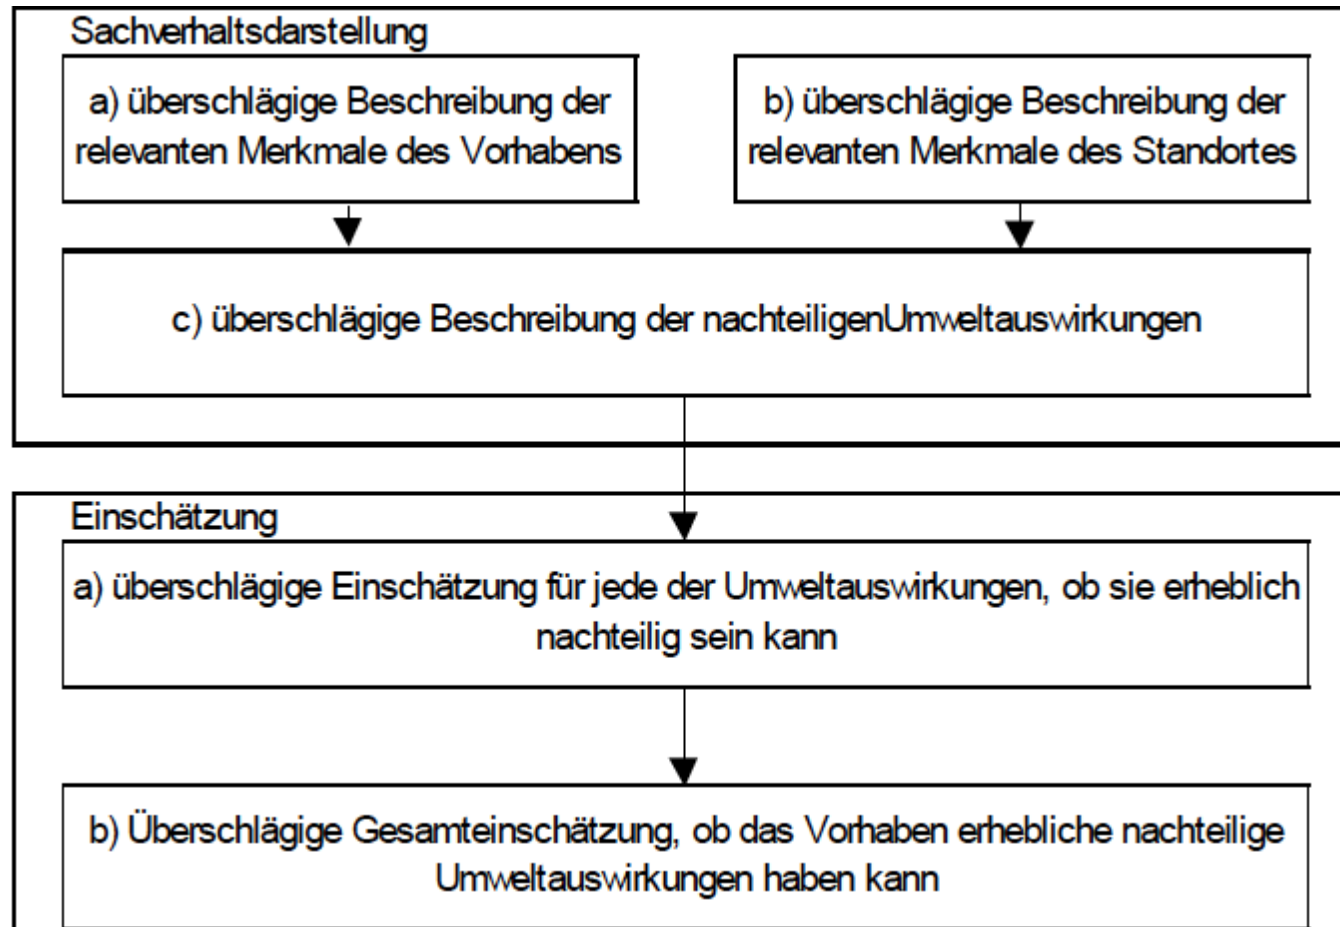 Sachverhaltsdarstellung
a) überschlägige Beschreibung der
relevanten Merkmale des Vorhabens
b) überschlägige Beschreibung der
relevanten Merkmale des Standortes
c) überschlägige Beschreibung der nachteiligenUmweltauswirkungen
Einschätzung
a) überschlägige Einschätzung für jede der Umweltauswirkungen, ob sie erheblich
nachteilig sein kann
b) Überschlägige Gesamteinschätzung, ob das Vorhaben erhebliche nachteilige
Umweltauswirkungen haben kann